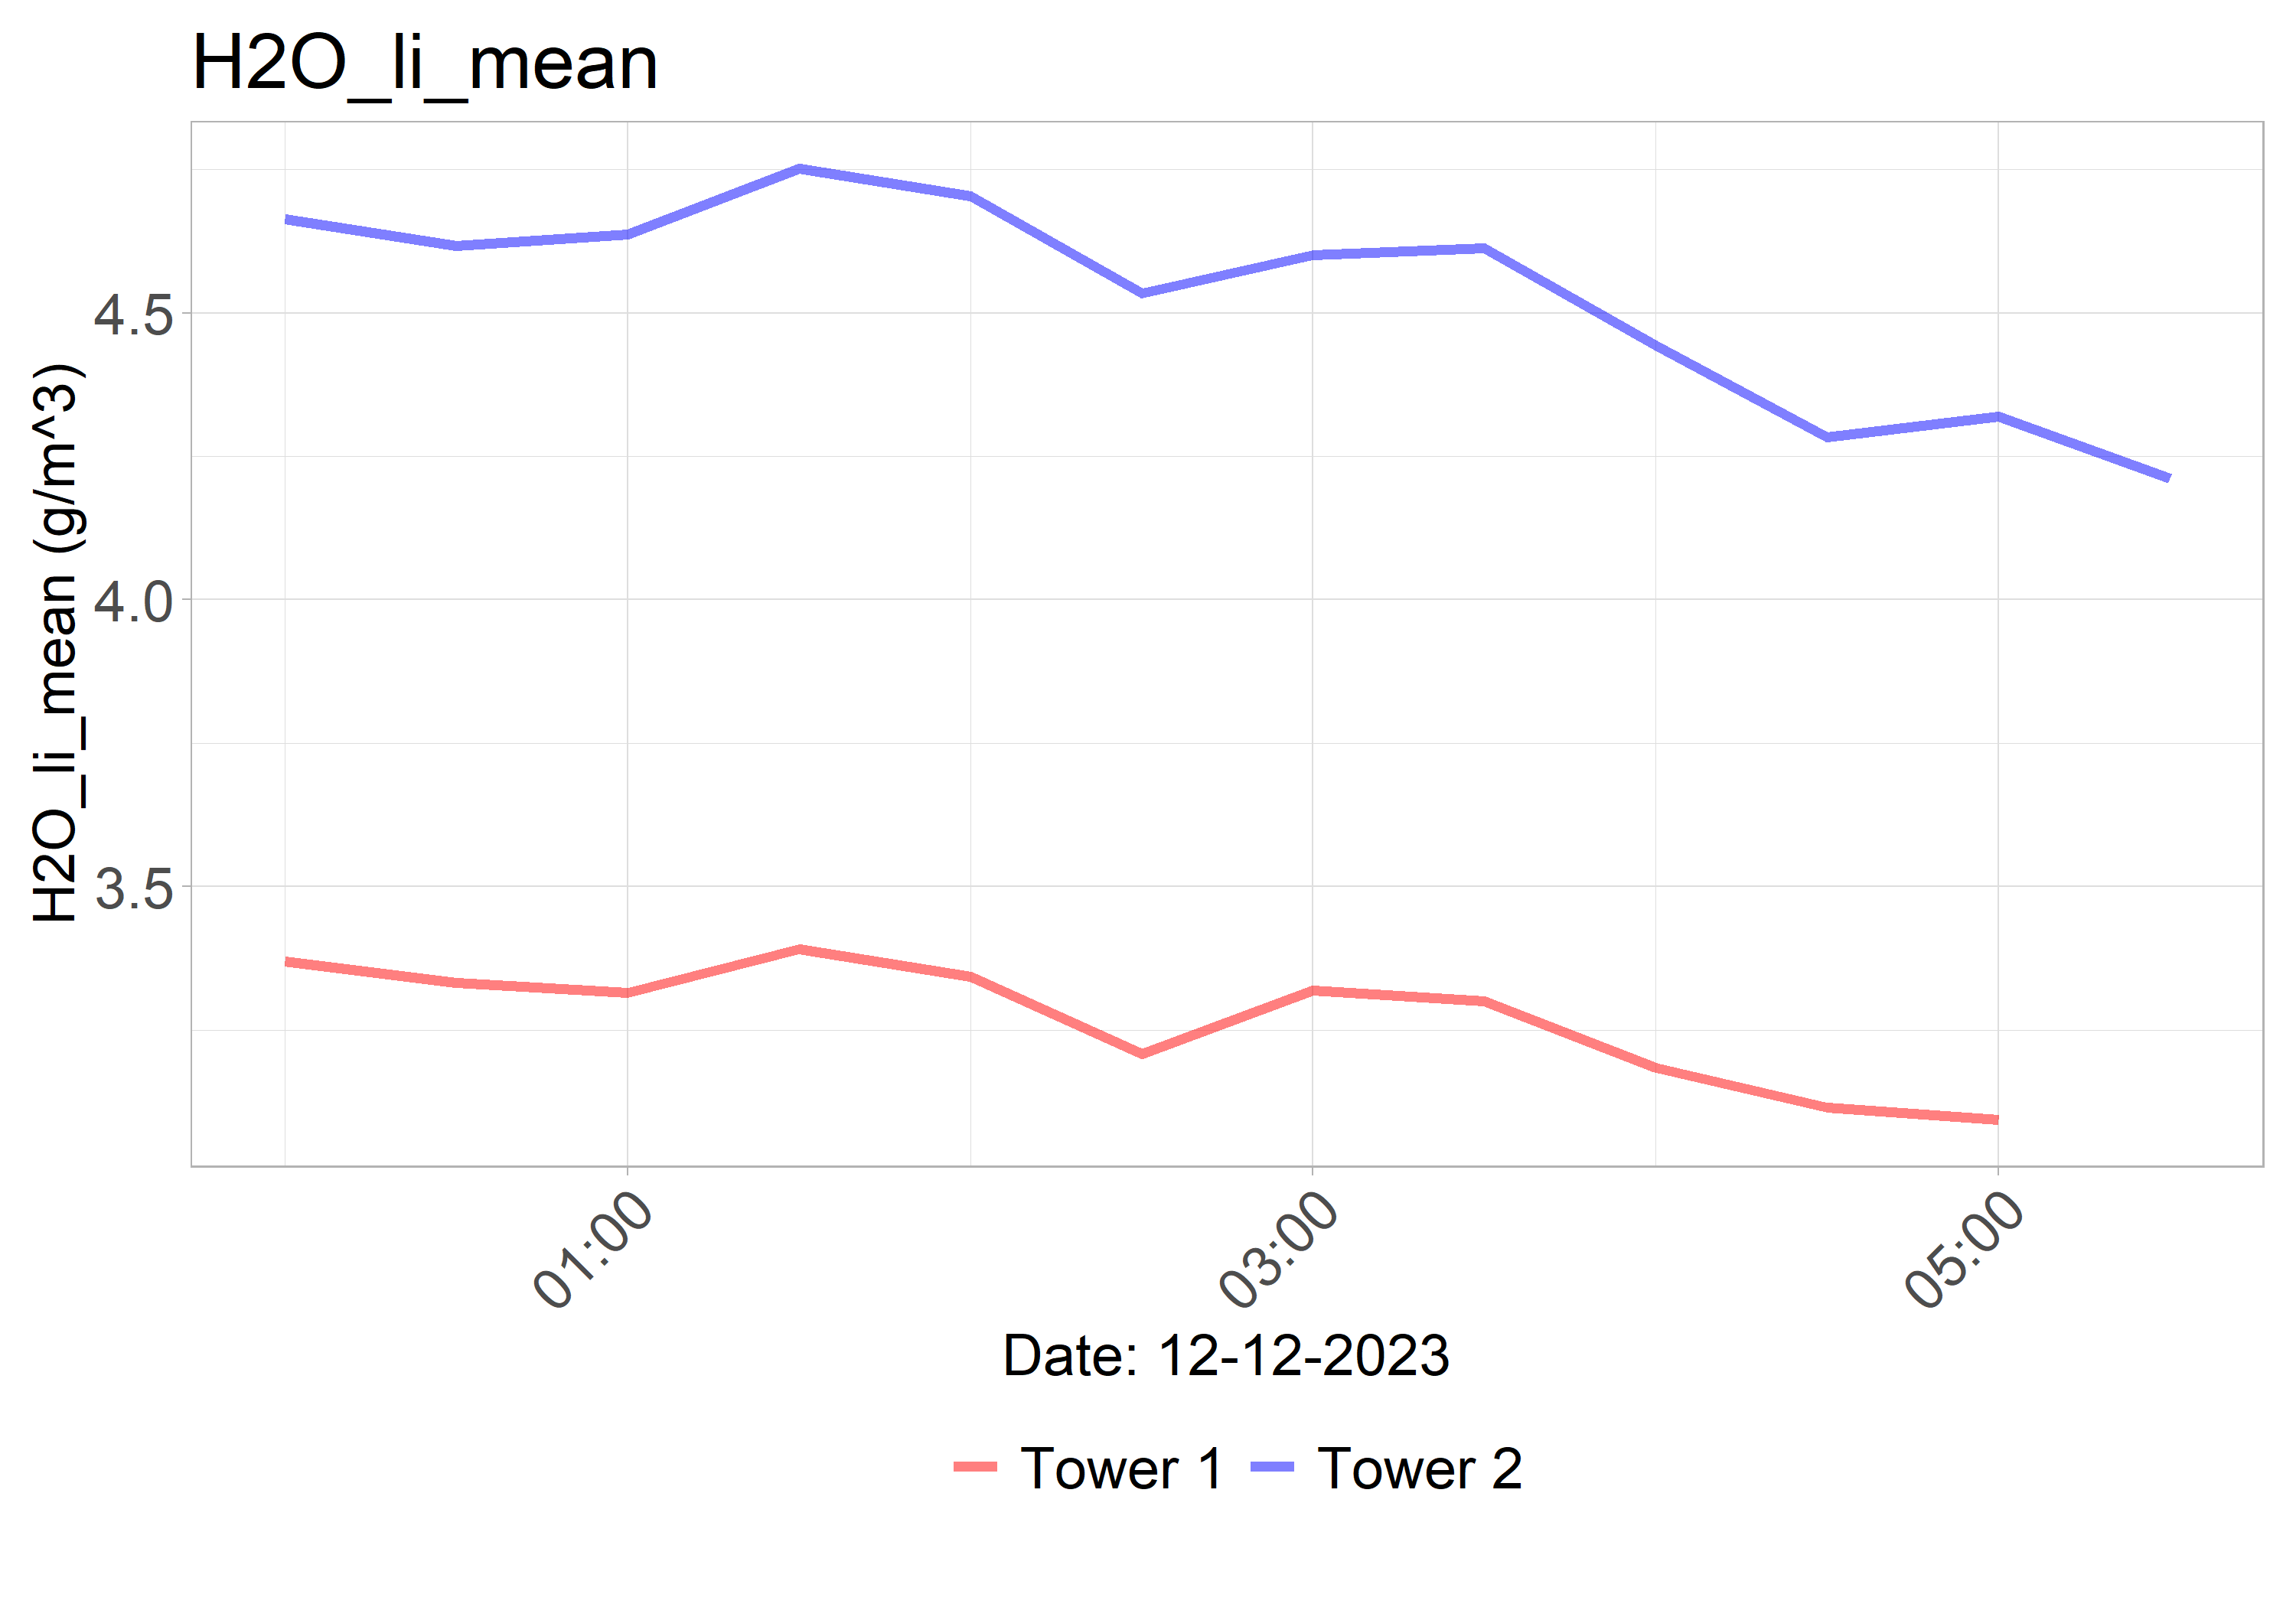 H2O_li_mean
H2O_li_mean (g/m^3)
4.5
4.0
3.5
01:00
03:00
05:00
Date: 12-12-2023
Tower 1
Tower 2